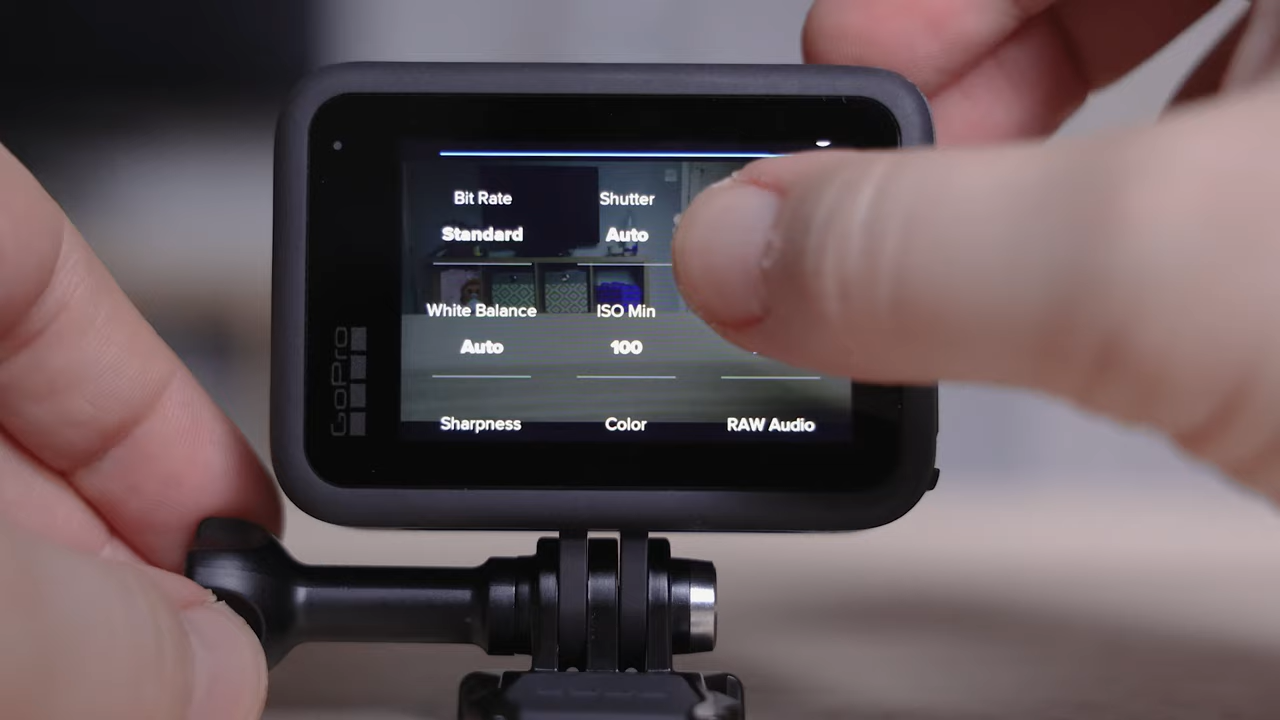 Bit Rate
Shutter
Standard
Auto
White Balance
ISO Min
Auto
100
Sharpness
Color
RAW Audio
GoPro